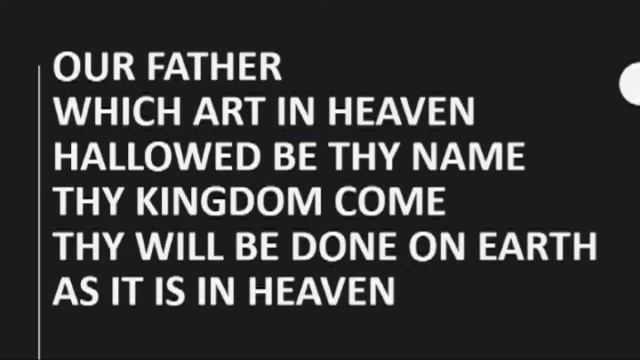 OUR FATHER
WHICH ART IN HEAVEN
HALLOWED BE THY NAME
THY KINGDOM COME
THY WILL BE DONE ON EARTH
AS IT IS IN HEAVEN